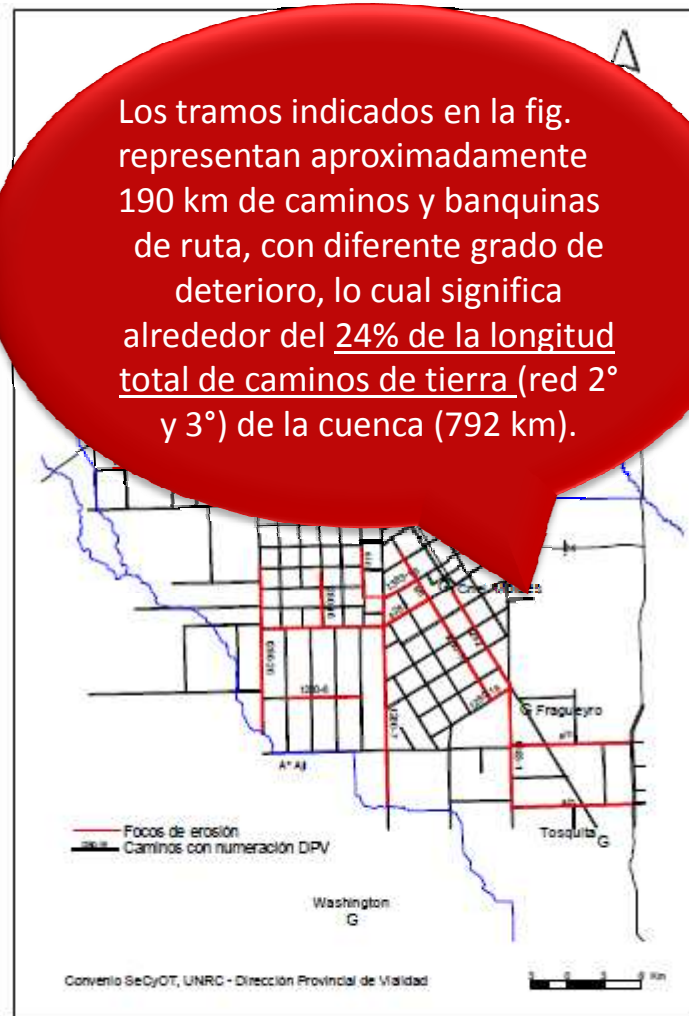 Los tramos indicados en la fig.
representan aproximadamente
190 km de caminos y banquinas
de ruta, con diferente grado de
deterioro, lo cual significa
alrededor del 24% de la longitud
total de caminos de tierra (red 2°
y 3°) de la cuenca (792 km).
G Fragueyro
A° Aji
Tosquita G
Focos de erosión
Caminos con numeración DPV
Washington
G
Convenio SeCyOT, UNRC - Dirección Provincial de Vialidad
Km